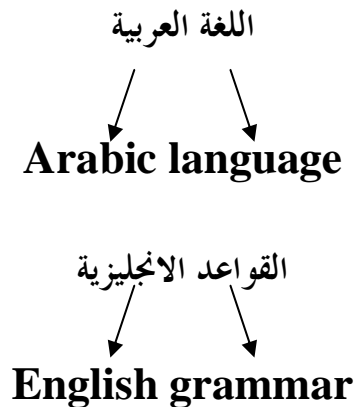 اللغة العربية
Arabic language
القواعد الانجليزية
English grammar